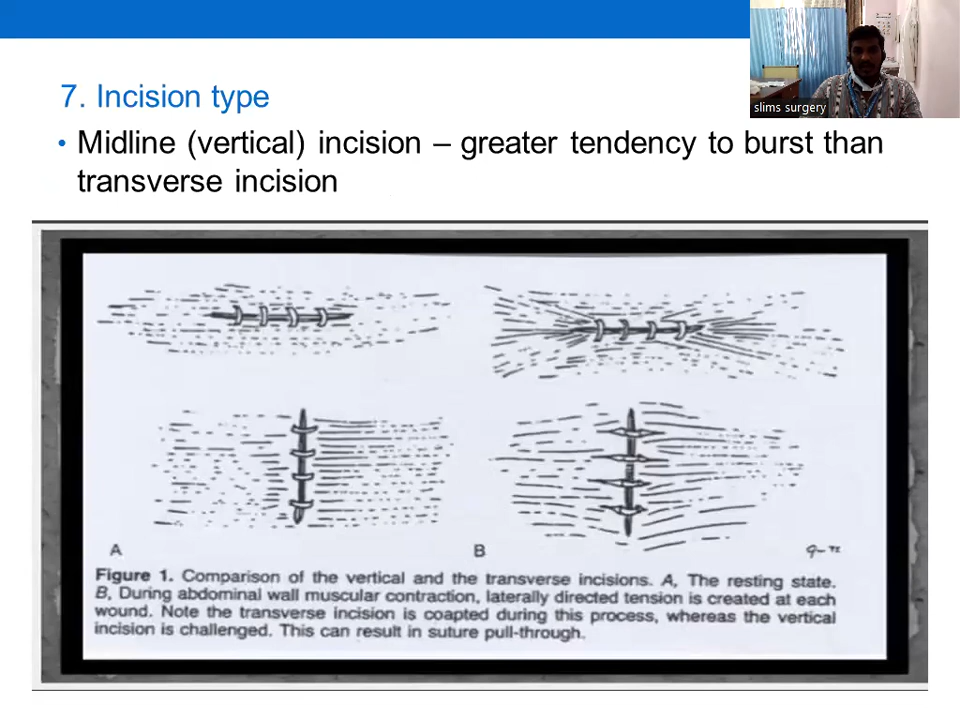 slims surgery
7. Incision type
• Midline (vertical) incision – greater tendency to burst than
transverse incision
A
B
Figure 1. Comparison of the vertical and the transverse incisions. A, The resting state.
B, During abdominal wall muscular contraction, laterally directed tension is created at each
wound. Note the transverse incision is coapted during this process, whereas the vertical
incision is challenged. This can result in suture pull-through.